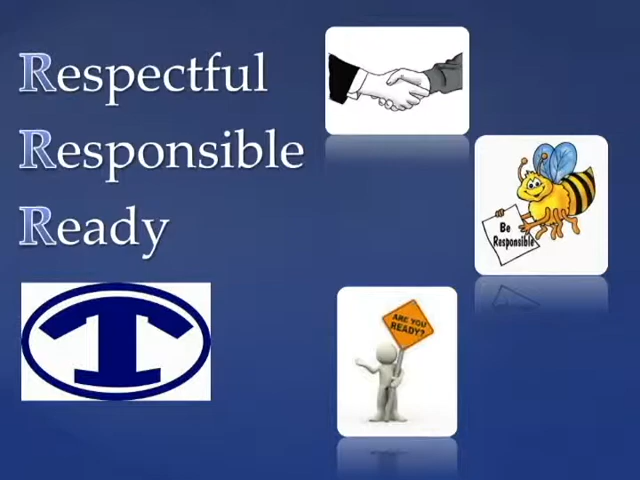 Respectful
Responsible
Ready
Be
Responsible
ARE YOU
READY?
T